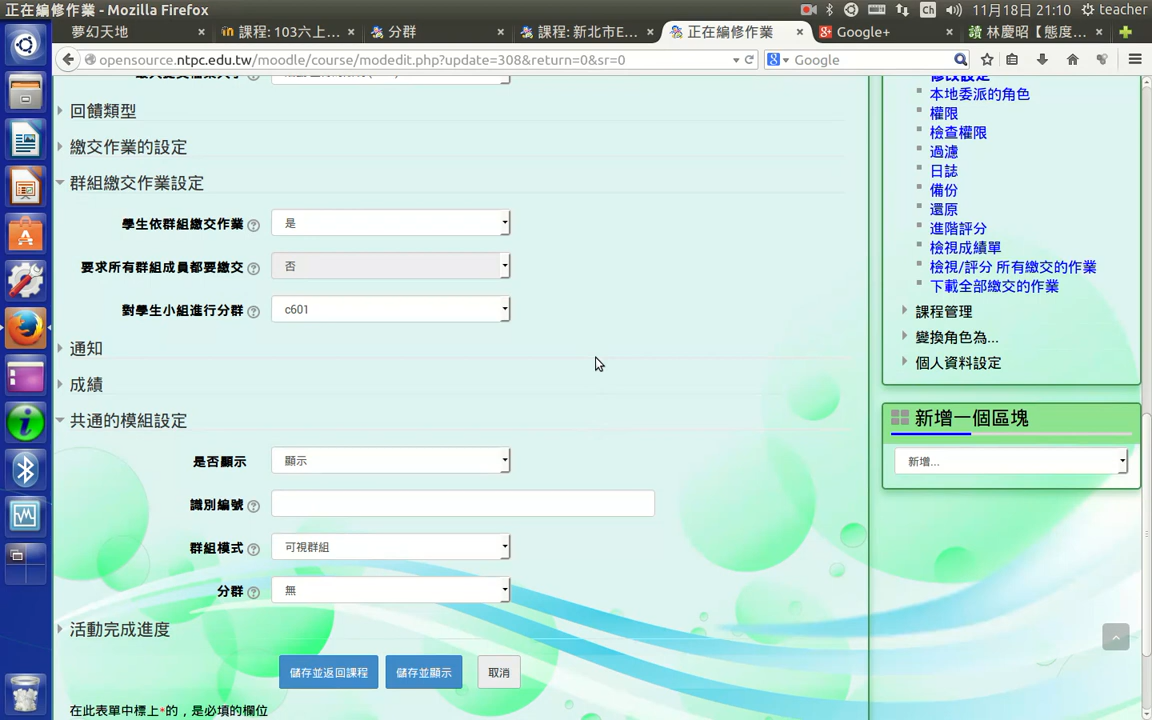 正在編修作業 - Mozilla Firefox
Ch
11月18日 21:10
teacher
夢幻天地
課程: 103六上...
分群
課程: 新北市E...
正在編修作業
Google+
林慶昭【態度...
opensource.ntpc.edu.tw/moodle/course/modedit.php?update=308&return=0&sr=0
Google
回饋類型
繳交作業的設定
群組繳交作業設定
學生依群組繳交作業
是
要求所有群組成員都要繳交
否
對學生小組進行分群
c601
通知
成績
共通的模組設定
是否顯示
顯示
識別編號
群組模式
可視群組
分群
無
活動完成進度
儲存並返回課程
儲存並顯示
取消
在此表單中標上*的，是必填的欄位
修改設定
本地委派的角色
權限
檢查權限
過濾
日誌
備份
還原
進階評分
檢視成績單
檢視/評分 所有繳交的作業
下載全部繳交的作業
課程管理
變換角色為...
個人資料設定
新增一個區塊
新增...